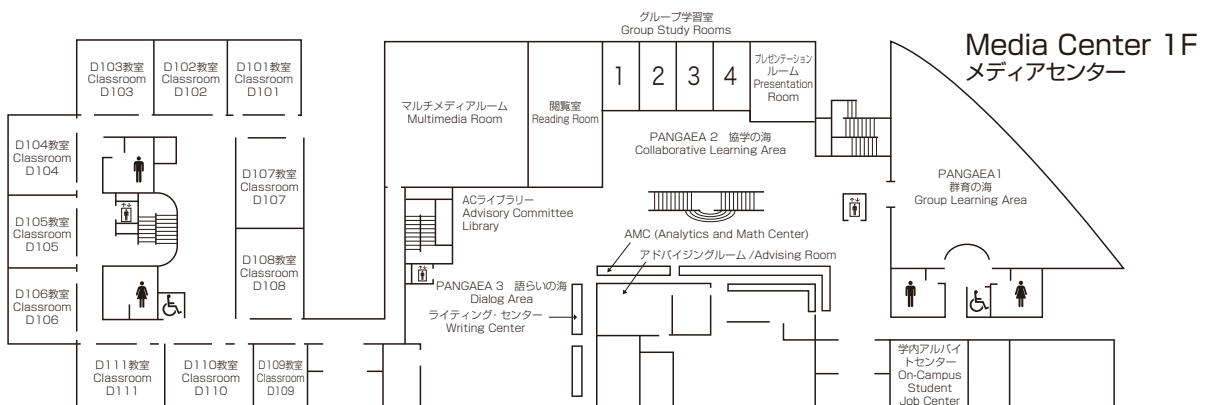 Media Center 1F
メディアセンター
グループ学習室
Group Study Rooms
D103教室
Classroom
D103
D102教室
Classroom
D102
D101教室
Classroom
D101
マルチメディアルーム
Multimedia Room
閲覧室
Reading Room
1
2
3
4
プレゼンテーション
ルーム
Presentation
Room
D104教室
Classroom
D104
D107教室
Classroom
D107
PANGAEA 2 協学の海
Collaborative Learning Area
PANGAEA1
群育の海
Group Learning Area
D105教室
Classroom
D105
ACライブラリー
Advisory Committee
Library
AMC (Analytics and Math Center)
アドバイジングルーム /Advising Room
D106教室
Classroom
D106
D108教室
Classroom
D108
PANGAEA 3 語らいの海
Dialog Area
ライティング・センター
Writing Center
D111教室
Classroom
D111
D110教室
Classroom
D110
D109教室
Classroom
D109
学内アルバイ
トセンター
On-Campus
Student
Job Center